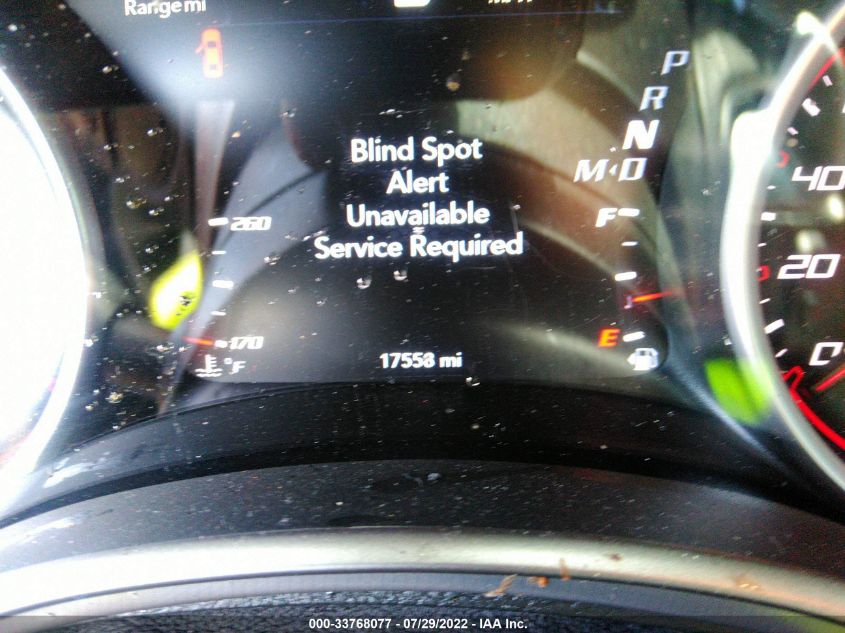 Range mi
P
R
N
M◂D
Blind Spot
Alert
Unavailable
Service Required
260
170
°F
F
E
17558 mi
40
20
0
000-33768077 / 07/29/2022 - IAA Inc.